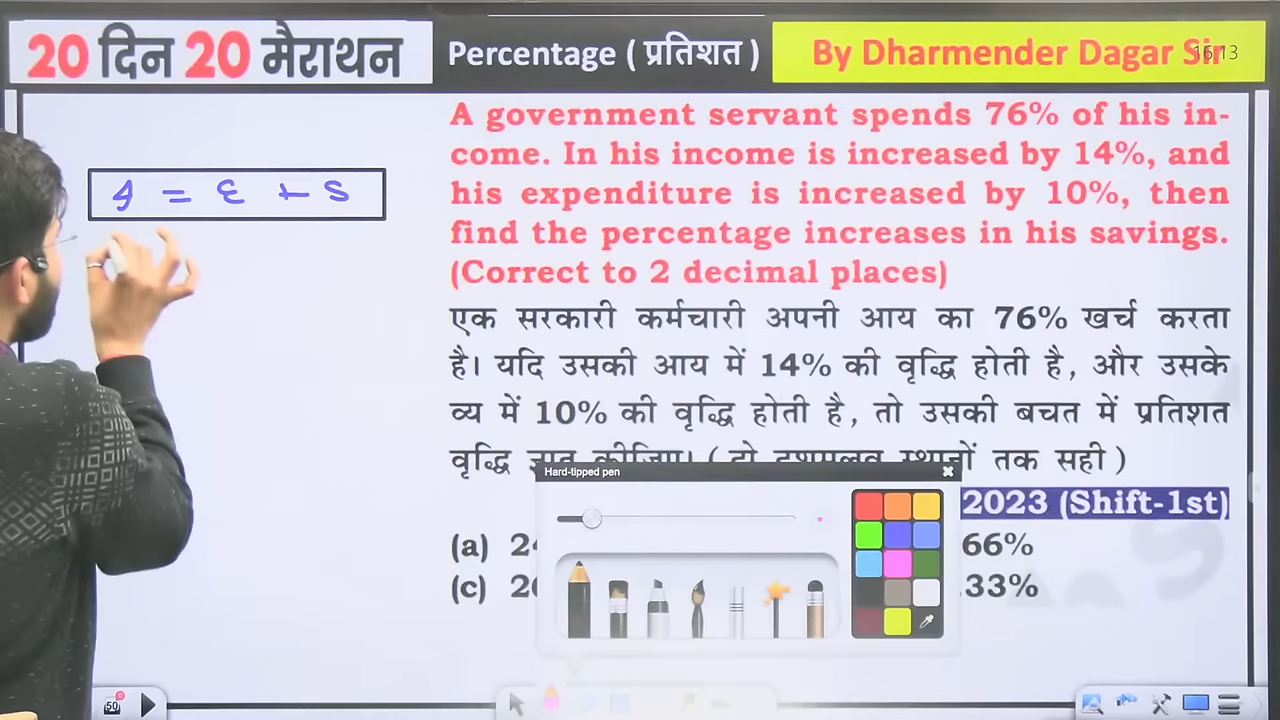 20 दिन 20 मैराथन
Percentage ( प्रतिशत )
By Dharmender Dagar Sir
16:13
I = E + S
A government servant spends 76% of his in-
come. In his income is increased by 14%, and
his expenditure is increased by 10%, then
find the percentage increases in his savings.
(Correct to 2 decimal places)
एक सरकारी कर्मचारी अपनी आय का 76% खर्च करता
है। यदि उसकी आय में 14% की वृद्धि होती है, और उसके
व्य में 10% की वृद्धि होती है, तो उसकी बचत में प्रतिशत
वृद्धि ज्ञात कीजिए। ( दो दशमलव स्थानों तक सही )
Hard-tipped pen
2023 (Shift-1st)
(a) 24
66%
(c) 26
.33%
50